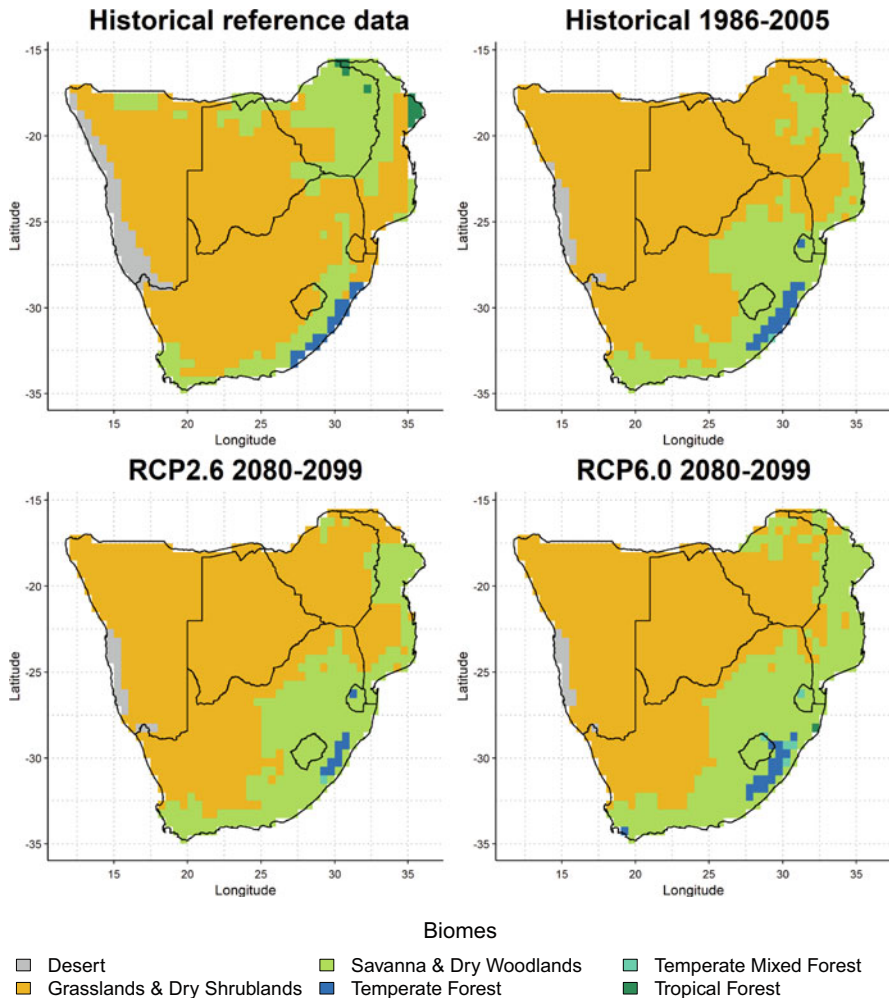 Historical reference data
Historical 1986-2005
-15
-20
-25
-30
-35
Latitude
15 20 25 30 35
Longitude
-15
-20
-25
-30
-35
Latitude
15 20 25 30 35
Longitude
RCP2.6 2080-2099
RCP6.0 2080-2099
-15
-20
-25
-30
-35
Latitude
15 20 25 30 35
Longitude
-15
-20
-25
-30
-35
Latitude
15 20 25 30 35
Longitude
Biomes
Desert
Savanna & Dry Woodlands
Temperate Mixed Forest
Grasslands & Dry Shrublands
Temperate Forest
Tropical Forest